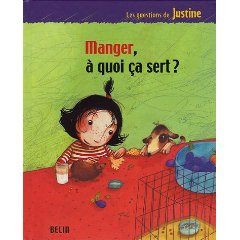 Les questions de Justine
Manger,
à quoi ça sert ?
BELIN